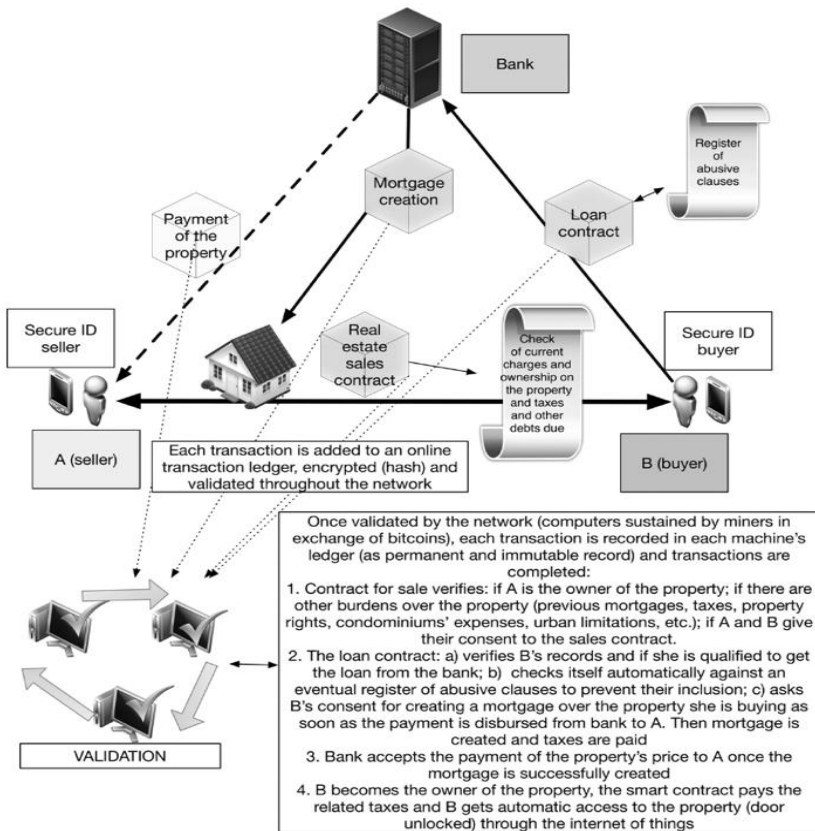 Bank
Register
of
abusive
clauses
Mortgage
creation
Payment
of the
property
Loan
contract
Secure ID
seller
Real
estate
sales
contract
Check
of current
charges and
ownership on
the property
and taxes
and other
debts due
Secure ID
buyer
A (seller)
Each transaction is added to an online
transaction ledger, encrypted (hash) and
validated throughout the network
B (buyer)
Once validated by the network (computers sustained by miners in
exchange of bitcoins), each transaction is recorded in each machine's
ledger (as permanent and immutable record) and transactions are
completed:
1. Contract for sale verifies: if A is the owner of the property; if there are
other burdens over the property (previous mortgages, taxes, property
rights, condominiums' expenses, urban limitations, etc.); if A and B give
their consent to the sales contract.
2. The loan contract: a) verifies B's records and if she is qualified to get
the loan from the bank; b) checks itself automatically against an
eventual register of abusive clauses to prevent their inclusion; c) asks
B's consent for creating a mortgage over the property she is buying as
soon as the payment is disbursed from bank to A. Then mortgage is
created and taxes are paid
3. Bank accepts the payment of the property's price to A once the
mortgage is successfully created
4. B becomes the owner of the property, the smart contract pays the
related taxes and B gets automatic access to the property (door
unlocked) through the internet of things
VALIDATION